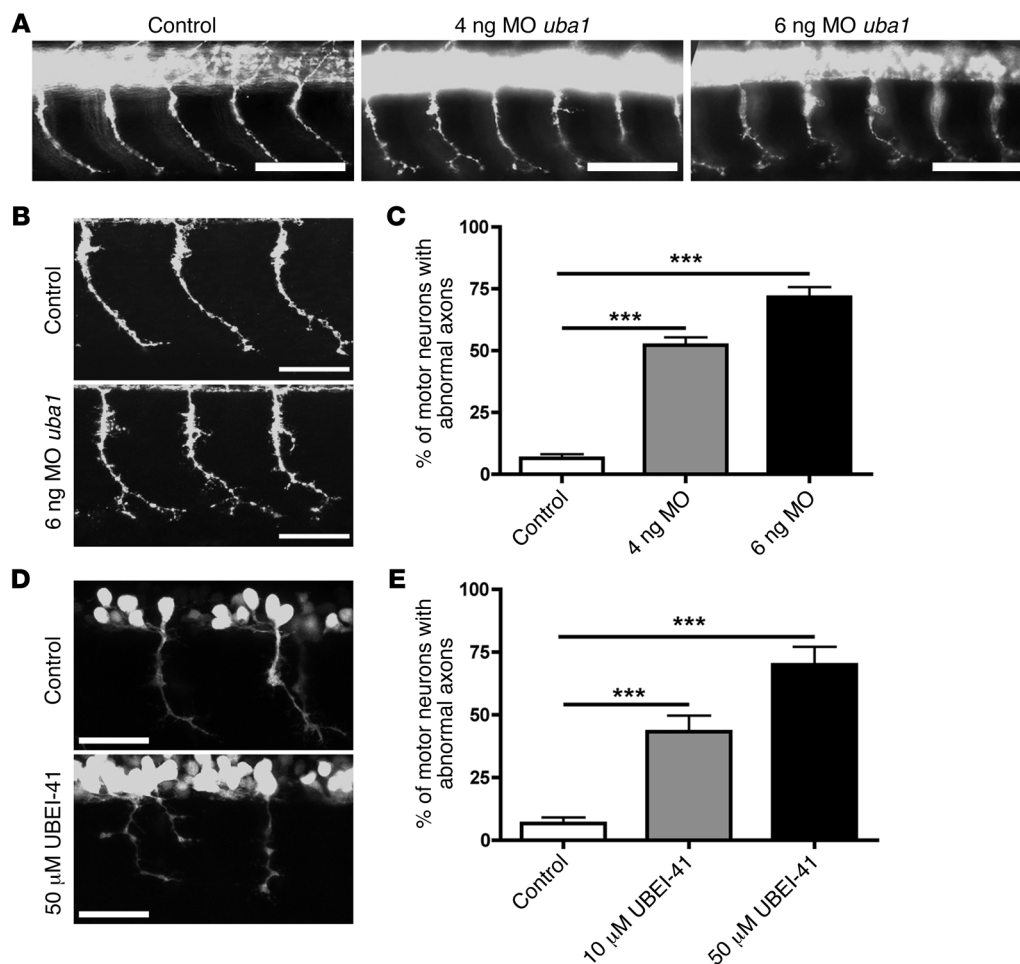 A
Control
4 ng MO uba1
6 ng MO uba1
B
Control
6 ng MO uba1
C
% of motor neurons with
abnormal axons
100
75
50
25
0
***
***
Control
4 ng MO
6 ng MO
D
Control
50 μM UBEI-41
E
% of motor neurons with
abnormal axons
100
75
50
25
0
***
***
Control
10 μM UBEI-41
50 μM UBEI-41